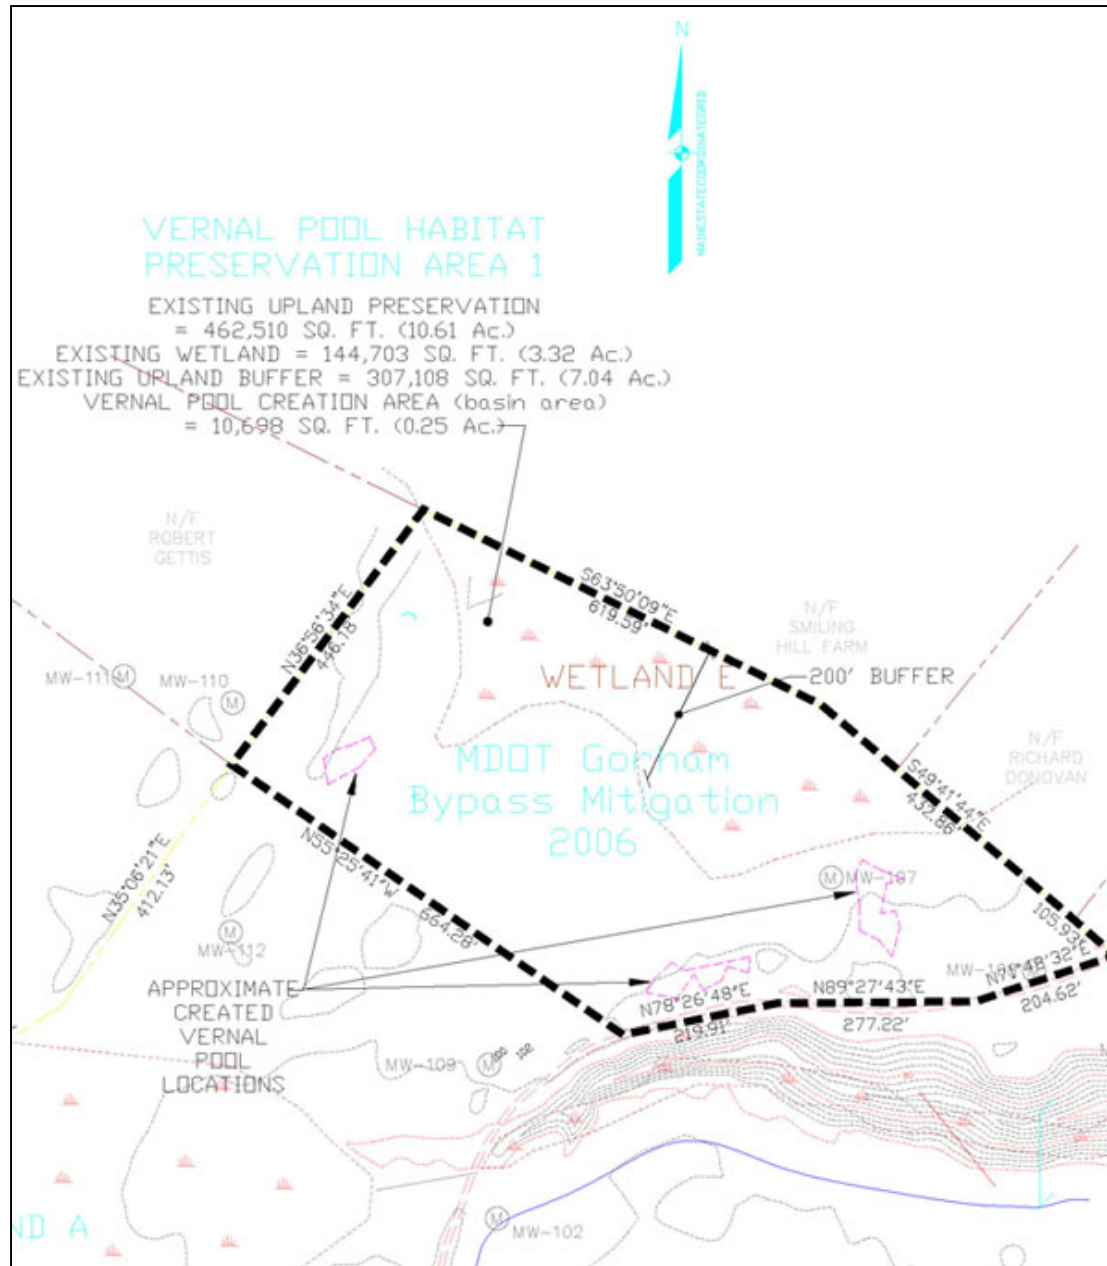 N
MAINESTATECOORDINATEGRID
VERNAL POOL HABITAT
PRESERVATION AREA 1
EXISTING UPLAND PRESERVATION
= 462,510 SQ. FT. (10.61 Ac.)
EXISTING WETLAND = 144,703 SQ. FT. (3.32 Ac.)
EXISTING UPLAND BUFFER = 307,108 SQ. FT. (7.04 Ac.)
VERNAL POOL CREATION AREA (basin area)
= 10,698 SQ. FT. (0.25 Ac.)
N/F
ROBERT
GETTIS
N36°56'34"E
446.18'
S63°50'09"E
619.59'
N/F
SMILING
HILL FARM
WETLAND E
200' BUFFER
MW-111
M
MW-110
M
MDOT Gorham
Bypass Mitigation
2006
N/F
RICHARD
DONOVAN
S49°41'44"E
432.86'
N35°06'21"E
412.13'
N55°25'41"W
664.28'
M
MW-107
105.93'
M
MW-112
APPROXIMATE
CREATED
VERNAL
POOL
LOCATIONS
N78°26'48"E
219.91'
N89°27'43"E
277.22'
N71°48'32"E
204.62'
MW-109
M
100
102
M
MW-102
ND A